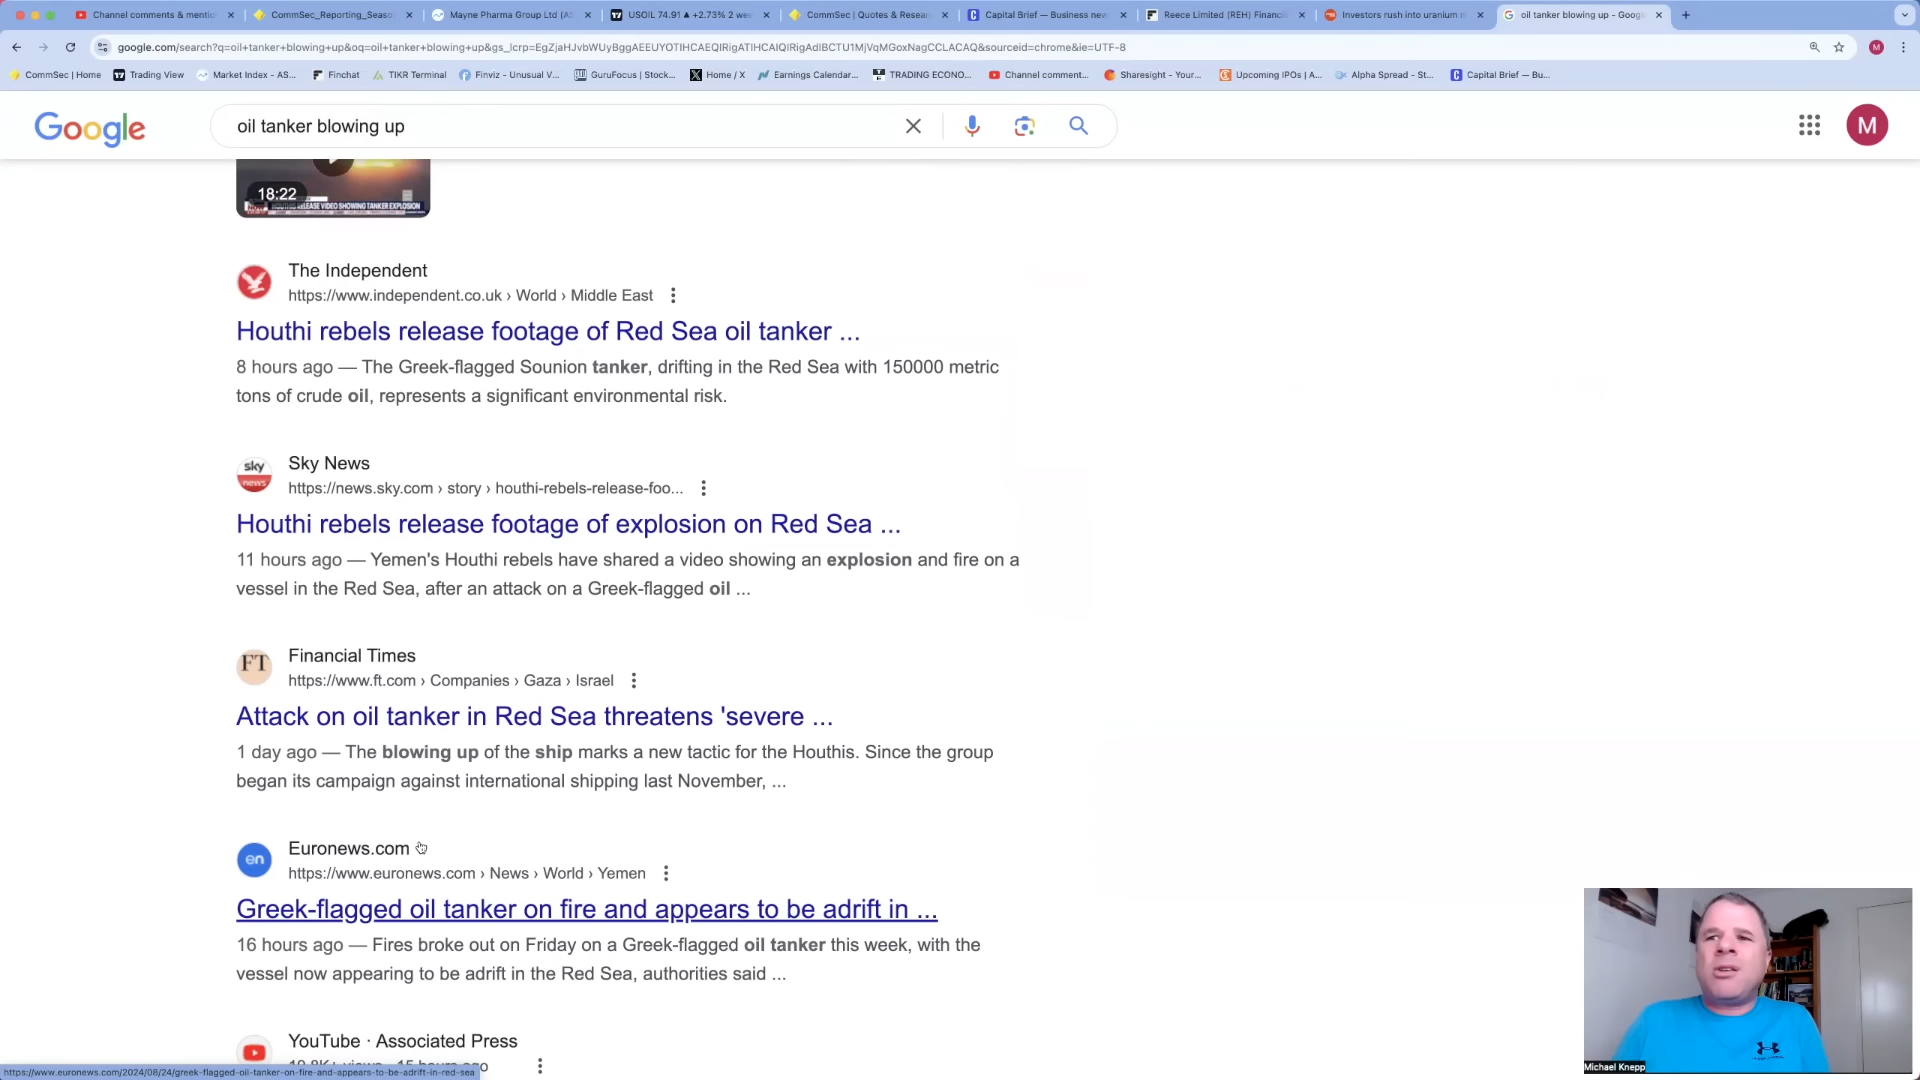 Channel comments & mentio
CommSec_Reporting_Seaso
Mayne Pharma Group Ltd (AS
USOIL 74.91 ▲ +2.73% 2 wee
CommSec | Quotes & Resear
Capital Brief — Business new
Reece Limited (REH) Financi
Investors rush into uranium m
oil tanker blowing up - Googl
google.com/search?q=oil+tanker+blowing+up&oq=oil+tanker+blowing+up&gs_lcrp=EgZjaHJvbWUyBggAEEUYOTIHCAEQIRigATIHCAIQIRigAdIBCTU1MjVqMGoxNagCCLACAQ&sourceid=chrome&ie=UTF-8
CommSec | Home
Trading View
Market Index - AS...
Finchat
TIKR Terminal
Finviz - Unusual V...
GuruFocus | Stock...
Home / X
Earnings Calendar...
TRADING ECONO...
Channel comment...
Sharesight - Your...
Upcoming IPOs | A...
Alpha Spread - St...
Capital Brief — Bu...
Google
oil tanker blowing up
M
18:22
HOUTHIS RELEASE VIDEO SHOWING TANKER EXPLOSION
The Independent
https://www.independent.co.uk › World › Middle East
Houthi rebels release footage of Red Sea oil tanker ...
8 hours ago — The Greek-flagged Sounion tanker, drifting in the Red Sea with 150000 metric
tons of crude oil, represents a significant environmental risk.
sky news
Sky News
https://news.sky.com › story › houthi-rebels-release-foo...
Houthi rebels release footage of explosion on Red Sea ...
11 hours ago — Yemen's Houthi rebels have shared a video showing an explosion and fire on a
vessel in the Red Sea, after an attack on a Greek-flagged oil ...
FT
Financial Times
https://www.ft.com › Companies › Gaza › Israel
Attack on oil tanker in Red Sea threatens 'severe ...
1 day ago — The blowing up of the ship marks a new tactic for the Houthis. Since the group
began its campaign against international shipping last November, ...
en
Euronews.com
https://www.euronews.com › News › World › Yemen
Greek-flagged oil tanker on fire and appears to be adrift in ...
16 hours ago — Fires broke out on Friday on a Greek-flagged oil tanker this week, with the
vessel now appearing to be adrift in the Red Sea, authorities said ...
YouTube · Associated Press
https://www.euronews.com/2024/08/24/greek-flagged-oil-tanker-on-fire-and-appears-to-be-adrift-in-red-sea
Michael Knepp